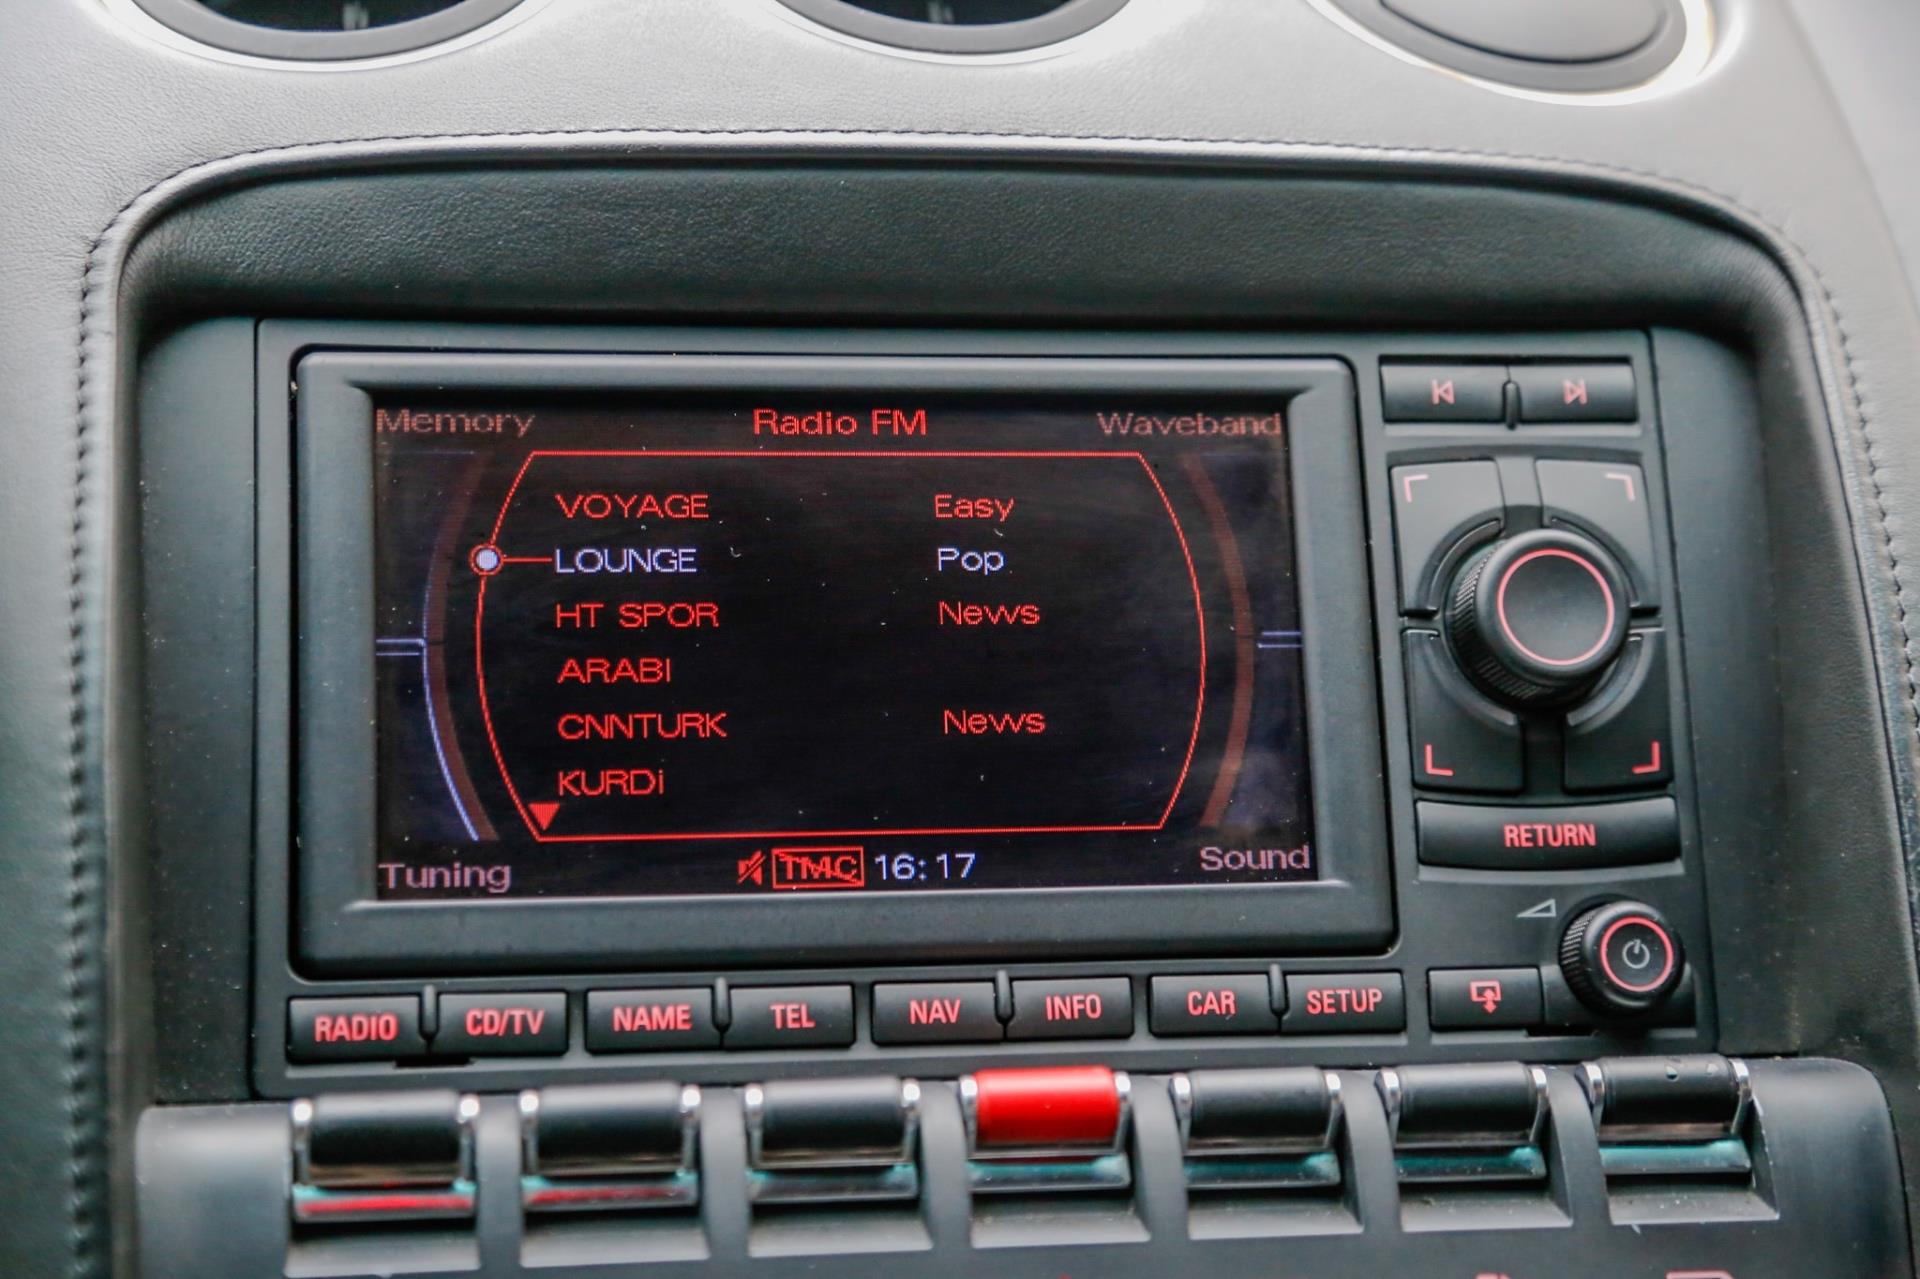 Memory Radio FM Waveband
VOYAGE Easy
LOUNGE Pop
HT SPOR News
ARABI
CNNTURK News
KURDi
Tuning TMC 16:17 Sound
RETURN
RADIO CD/TV NAME TEL NAV INFO CAR SETUP